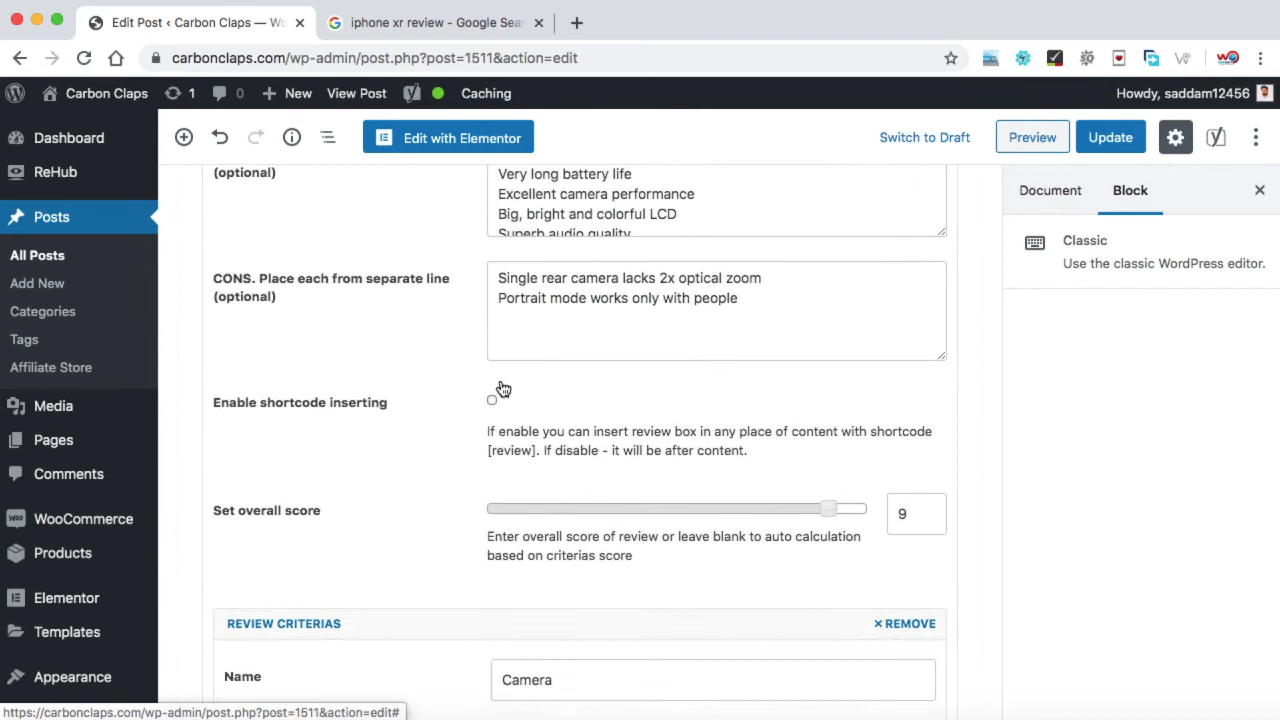 Edit Post ‹ Carbon Claps — Wo
iphone xr review - Google Sear
carbonclaps.com/wp-admin/post.php?post=1511&action=edit
Carbon Claps
1
0
New
View Post
Caching
Howdy, saddam12456
Dashboard
ReHub
Posts
All Posts
Add New
Categories
Tags
Affiliate Store
Media
Pages
Comments
WooCommerce
Products
Elementor
Templates
Appearance
Edit with Elementor
Switch to Draft
Preview
Update
(optional)
Very long battery life
Excellent camera performance
Big, bright and colorful LCD
Superb audio quality
CONS. Place each from separate line
(optional)
Single rear camera lacks 2x optical zoom
Portrait mode works only with people
Enable shortcode inserting
If enable you can insert review box in any place of content with shortcode
[review]. If disable - it will be after content.
Set overall score
9
Enter overall score of review or leave blank to auto calculation
based on criterias score
REVIEW CRITERIAS
× REMOVE
Name
Camera
Document
Block
Classic
Use the classic WordPress editor.
https://carbonclaps.com/wp-admin/post.php?post=1511&action=edit#